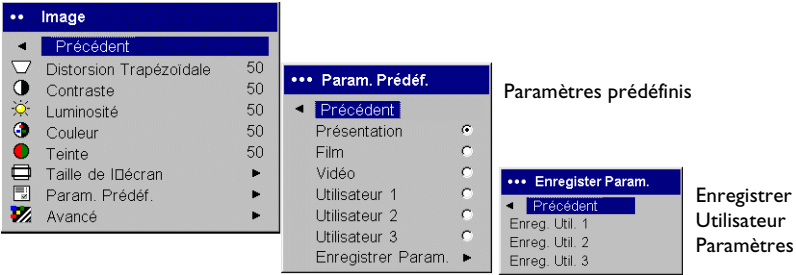 Image
Précédent
Distorsion Trapézoïdale 50
Contraste 50
Luminosité 50
Couleur 50
Teinte 50
Taille de l□écran
Param. Prédéf.
Avancé
Param. Prédéf.
Précédent
Présentation
Film
Vidéo
Utilisateur 1
Utilisateur 2
Utilisateur 3
Enregistrer Param.
Paramètres prédéfinis
Enregister Param.
Précédent
Enreg. Util. 1
Enreg. Util. 2
Enreg. Util. 3
Enregistrer
Utilisateur
Paramètres